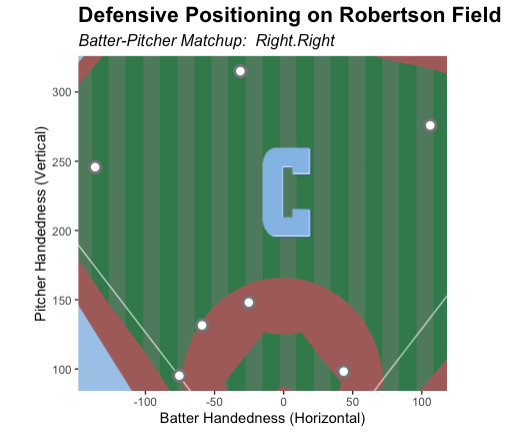 Defensive Positioning on Robertson Field
Batter-Pitcher Matchup:  Right.Right
Pitcher Handedness (Vertical)
300
250
200
150
100
C
-100
-50
0
50
100
Batter Handedness (Horizontal)